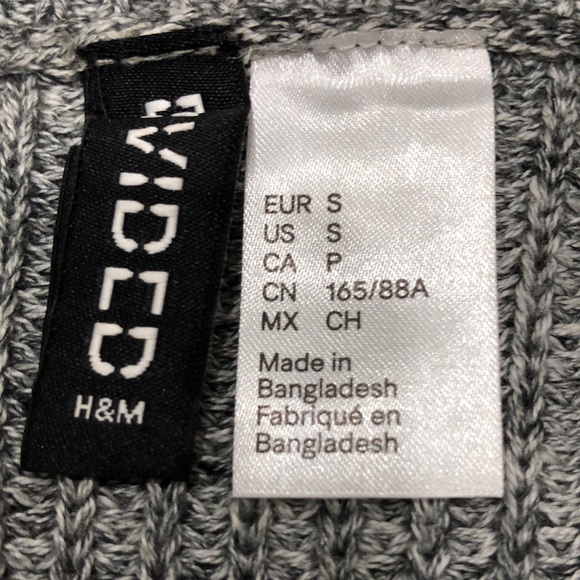 DIVIDED
H&M
EUR S
US S
CA P
CN 165/88A
MX CH
Made in
Bangladesh
Fabriqué en
Bangladesh